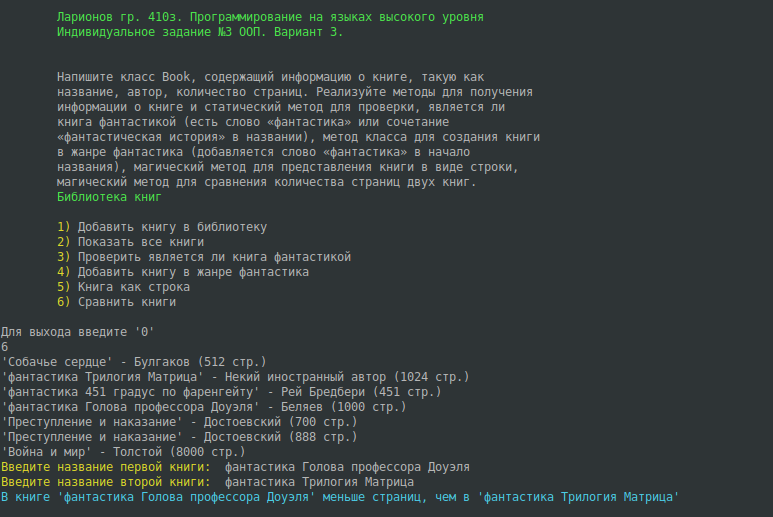 Ларионов гр. 410з. Программирование на языках высокого уровня
Индивидуальное задание №3 ООП. Вариант 3.
Напишите класс Book, содержащий информацию о книге, такую как
название, автор, количество страниц. Реализуйте методы для получения
информации о книге и статический метод для проверки, является ли
книга фантастикой (есть слово «фантастика» или сочетание
«фантастическая история» в названии), метод класса для создания книги
в жанре фантастика (добавляется слово «фантастика» в начало
названия), магический метод для представления книги в виде строки,
магический метод для сравнения количества страниц двух книг.
Библиотека книг
1) Добавить книгу в библиотеку
2) Показать все книги
3) Проверить является ли книга фантастикой
4) Добавить книгу в жанре фантастика
5) Книга как строка
6) Сравнить книги
Для выхода введите '0'
6
'Собачье сердце' - Булгаков (512 стр.)
'фантастика Трилогия Матрица' - Некий иностранный автор (1024 стр.)
'фантастика 451 градус по фаренгейту' - Рей Бредбери (451 стр.)
'фантастика Голова профессора Доуэля' - Беляев (1000 стр.)
'Преступление и наказание' - Достоевский (700 стр.)
'Преступление и наказание' - Достоевский (888 стр.)
'Война и мир' - Толстой (8000 стр.)
Введите название первой книги:  фантастика Голова профессора Доуэля
Введите название второй книги:  фантастика Трилогия Матрица
В книге 'фантастика Голова профессора Доуэля' меньше страниц, чем в 'фантастика Трилогия Матрица'